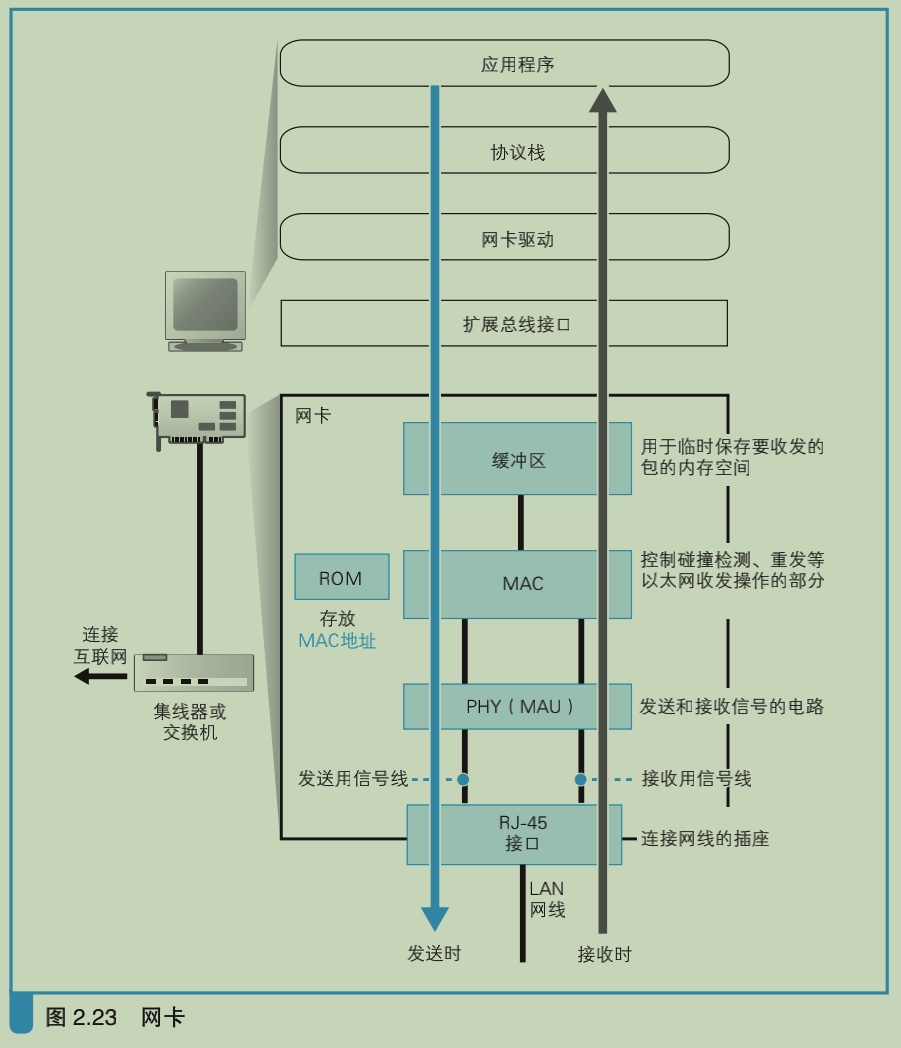 应用程序
协议栈
网卡驱动
扩展总线接口
网卡
缓冲区
用于临时保存要收发的
包的内存空间
ROM
存放
MAC地址
MAC
控制碰撞检测、重发等
以太网收发操作的部分
连接
互联网
集线器或
交换机
PHY（MAU）
发送和接收信号的电路
发送用信号线
接收用信号线
RJ-45
接口
连接网线的插座
LAN
网线
发送时
接收时
图 2.23 网卡